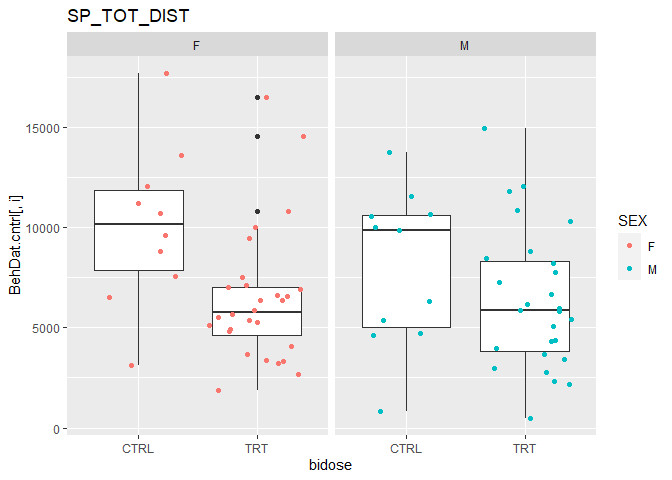 SP_TOT_DIST
F
M
15000
10000
5000
0
BehDat.cntrl[, i]
CTRL
TRT
CTRL
TRT
bidose
SEX
F
M